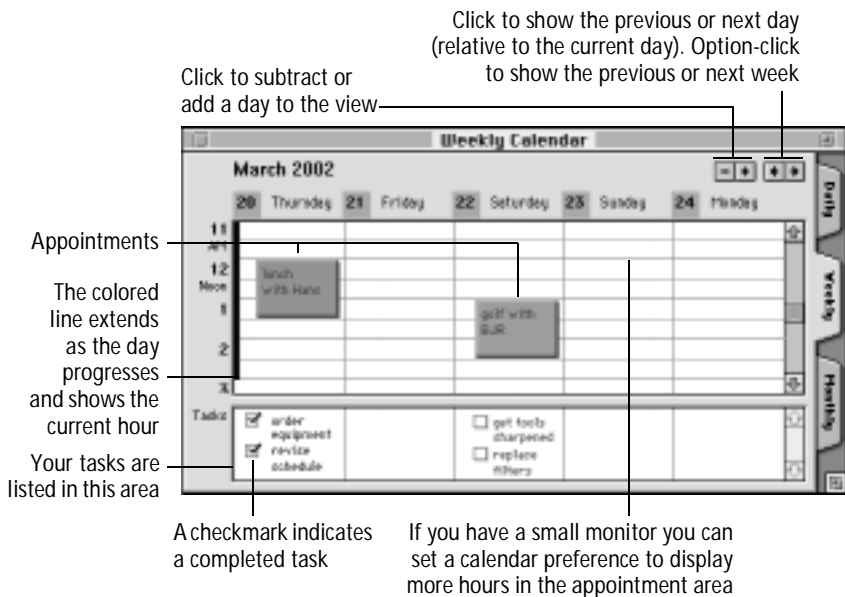 Click to show the previous or next day
(relative to the current day). Option-click
to show the previous or next week
Click to subtract or
add a day to the view
Weekly Calendar
March 2002
20 Thursday 21 Friday 22 Saturday 23 Sunday 24 Monday
Daily
Weekly
Monthly
11
AM
12
Noon
1
2
3
lunch
with Hans
golf with
BJR
Appointments
The colored
line extends
as the day
progresses
and shows the
current hour
Tasks
order
equipment
revise
schedule
get tools
sharpened
replace
filters
Your tasks are
listed in this area
A checkmark indicates
a completed task
If you have a small monitor you can
set a calendar preference to display
more hours in the appointment area